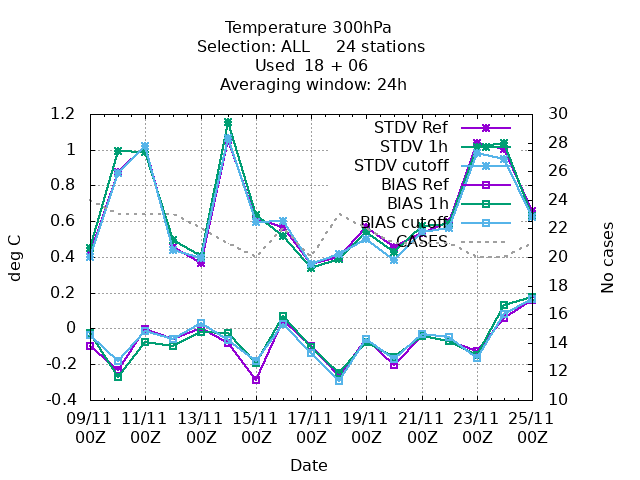 Temperature 300hPa
Selection: ALL     24 stations
Used  18 + 06
Averaging window: 24h
STDV Ref
STDV 1h
STDV cutoff
BIAS Ref
BIAS 1h
BIAS cutoff
CASES
1.2
1
0.8
0.6
0.4
0.2
0
-0.2
-0.4
deg C
30
28
26
24
22
20
18
16
14
12
10
No cases
09/11 11/11 13/11 15/11 17/11 19/11 21/11 23/11 25/11
00Z 00Z 00Z 00Z 00Z 00Z 00Z 00Z 00Z
Date